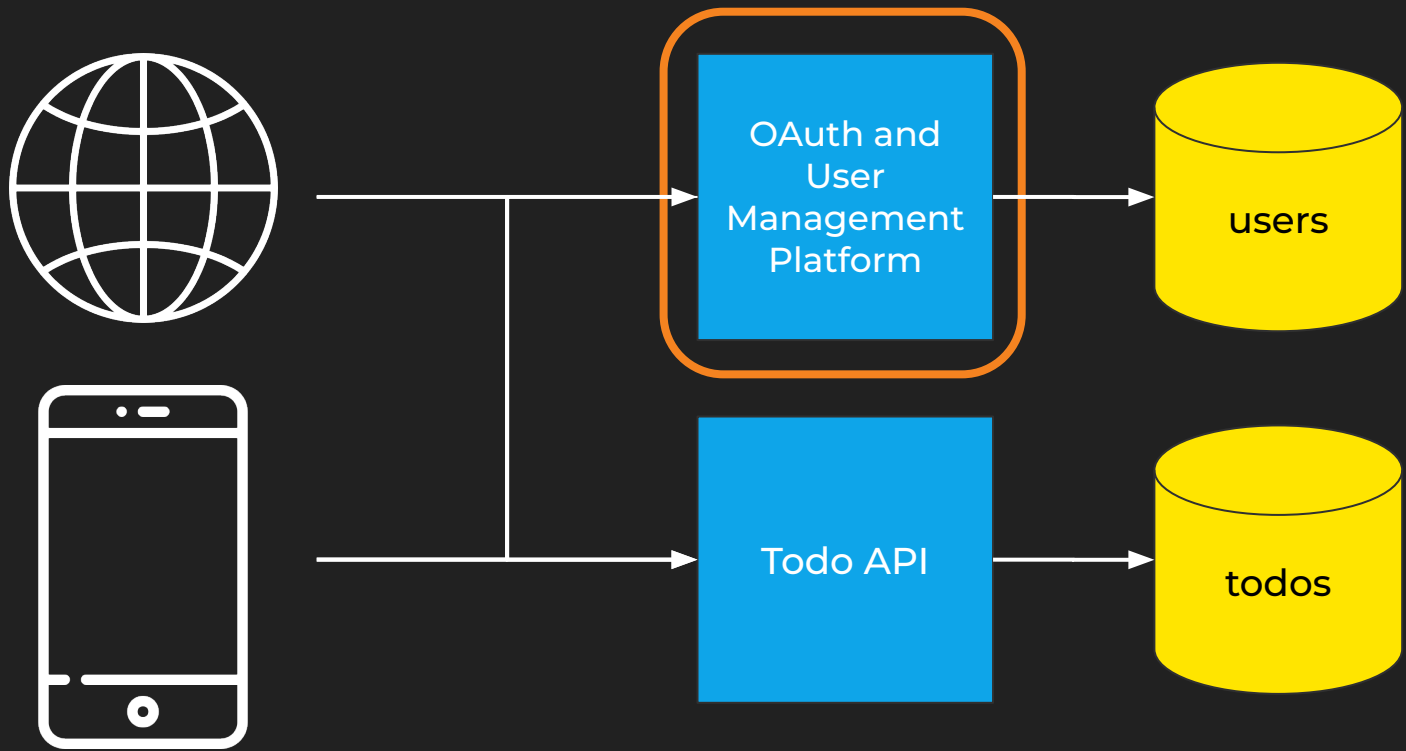 OAuth and
User
Management
Platform
users
Todo API
todos